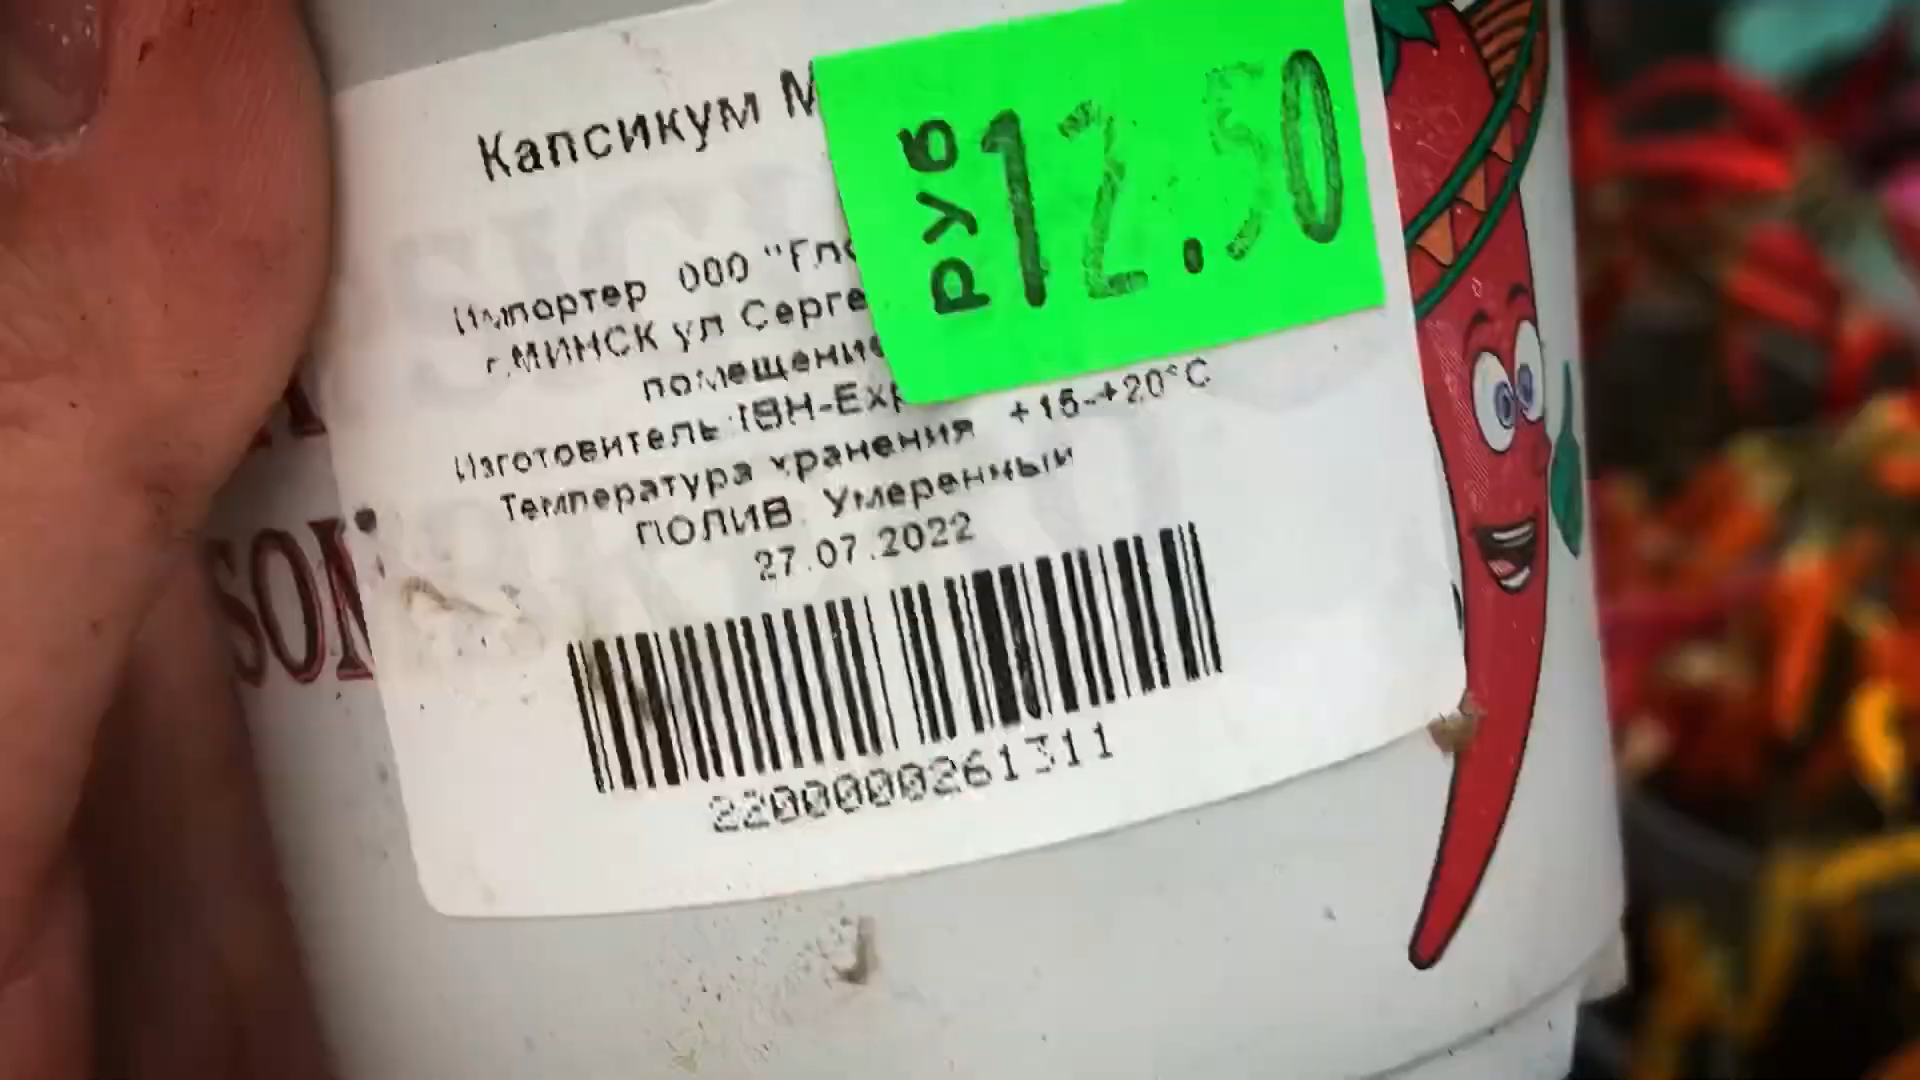 Капсикум М
РУБ 12.50
Импортер ООО "Гло
г.МИНСК ул Серге
помещение
Изготовитель IBH-Exp
Температура хранения +15-+20°C
ПОЛИВ Умеренный
27.07.2022
2200000261311
SON